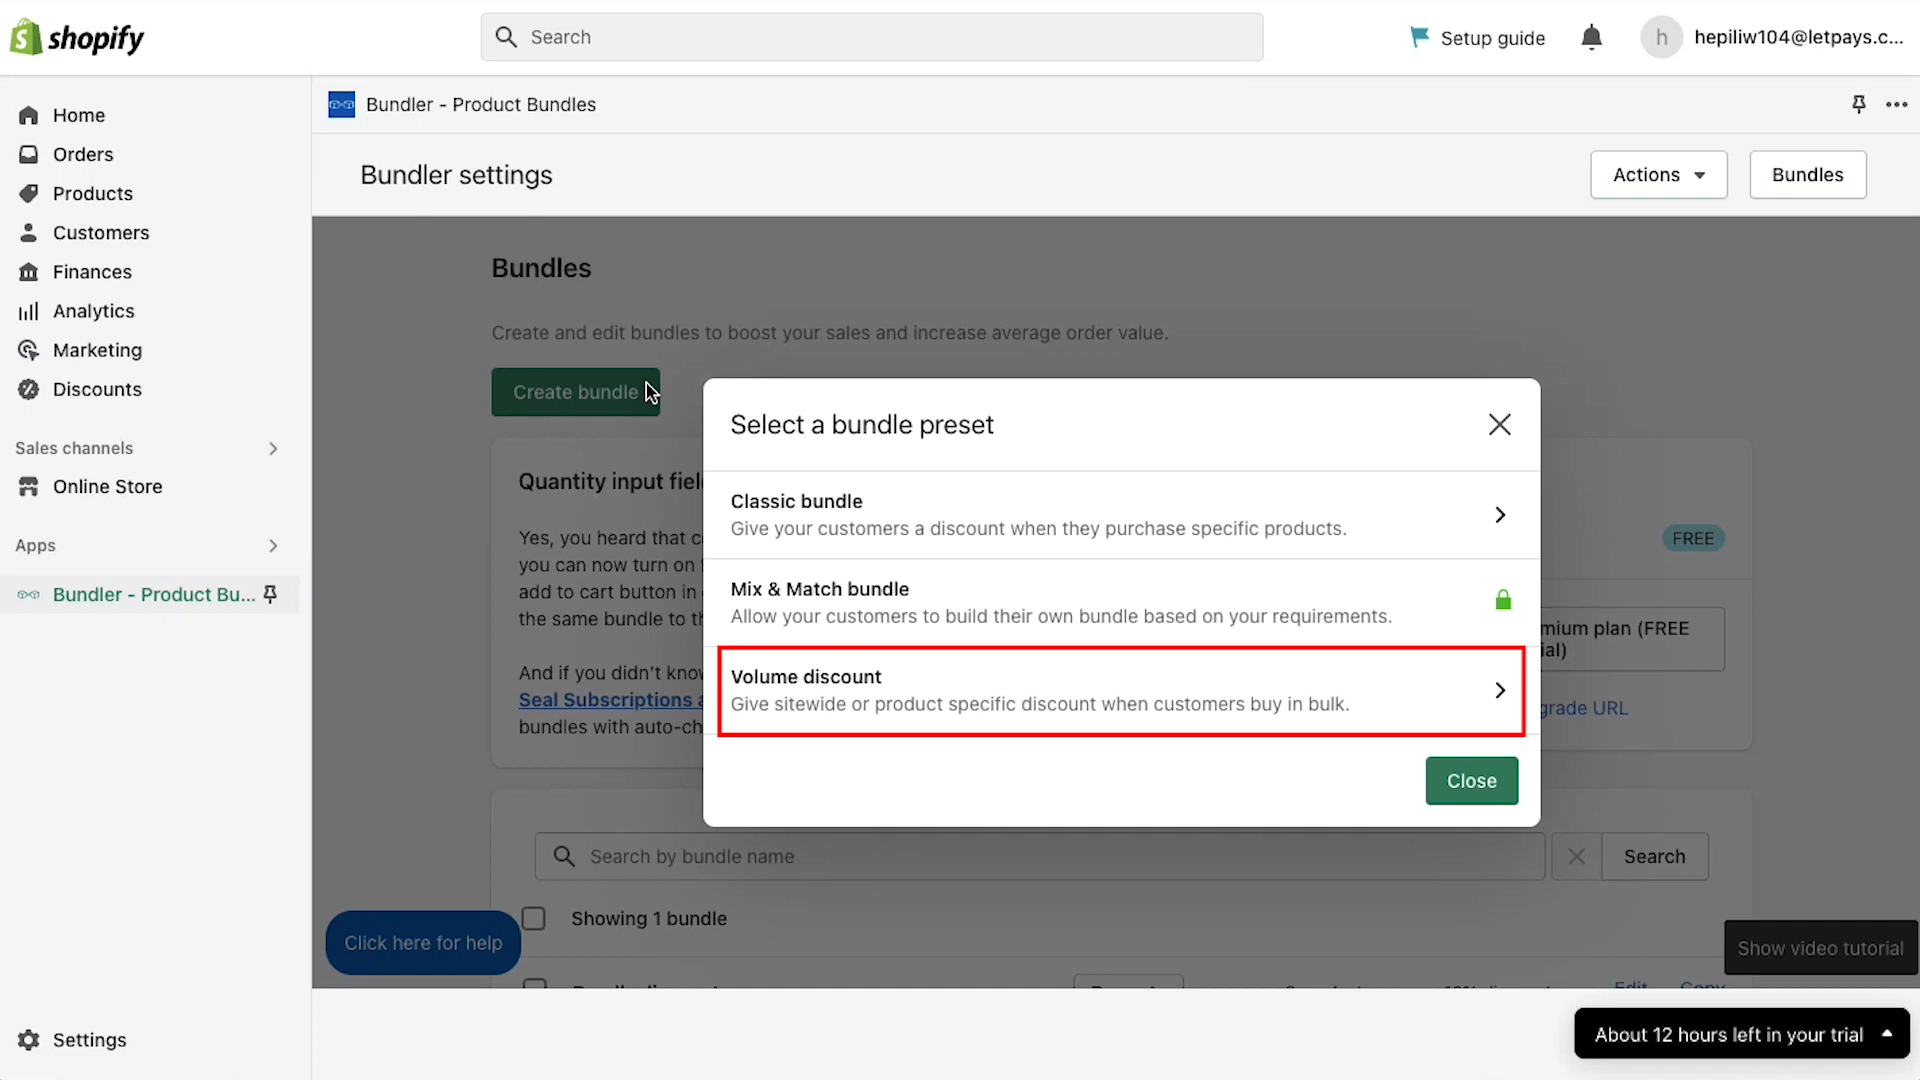 shopify
Search
Setup guide
h
hepiliw104@letpays.c...
Home
Orders
Products
Customers
Finances
Analytics
Marketing
Discounts
Sales channels
Online Store
Apps
Bundler - Product Bu...
Settings
Bundler - Product Bundles
Bundler settings
Actions
Bundles
Bundles
Create and edit bundles to boost your sales and increase average order value.
Create bundle
Quantity input fiel
Yes, you heard that c
you can now turn on
add to cart button in
the same bundle to th
And if you didn't know
Seal Subscriptions a
bundles with auto-ch
FREE
mium plan (FREE
ial)
grade URL
Select a bundle preset
Classic bundle
Give your customers a discount when they purchase specific products.
Mix & Match bundle
Allow your customers to build their own bundle based on your requirements.
Volume discount
Give sitewide or product specific discount when customers buy in bulk.
Close
Search by bundle name
Search
Showing 1 bundle
Edit
Copy
Click here for help
Show video tutorial
About 12 hours left in your trial